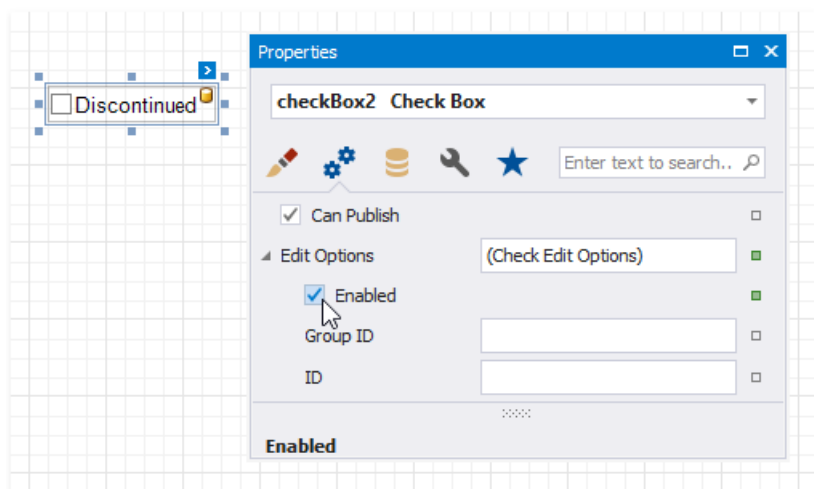 Properties
Discontinued
checkBox2 Check Box
Enter text to search..
Can Publish
Edit Options
(Check Edit Options)
Enabled
Group ID
ID
Enabled